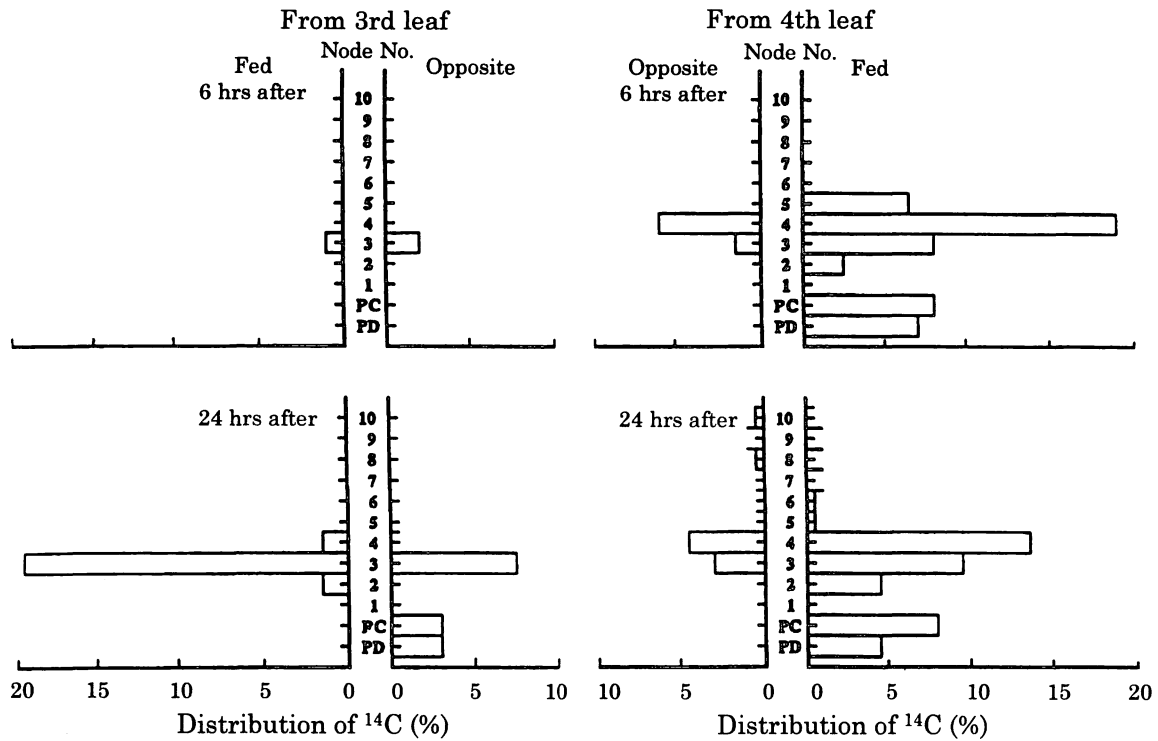 From 3rd leaf
Node No.
Fed
Opposite
6 hrs after
10
9
8
7
6
5
4
3
2
1
PC
PD
15
10
5
0
From 4th leaf
Node No.
Opposite
Fed
6 hrs after
10
9
8
7
6
5
4
3
2
1
PC
PD
24 hrs after
10
9
8
7
6
5
4
3
2
1
PC
PD
20 15 10 5 0 0 5 10
Distribution of ¹⁴C (%)
24 hrs after
10
9
8
7
6
5
4
3
2
1
PC
PD
10 5 0 0 5 10 15 20
Distribution of ¹⁴C (%)